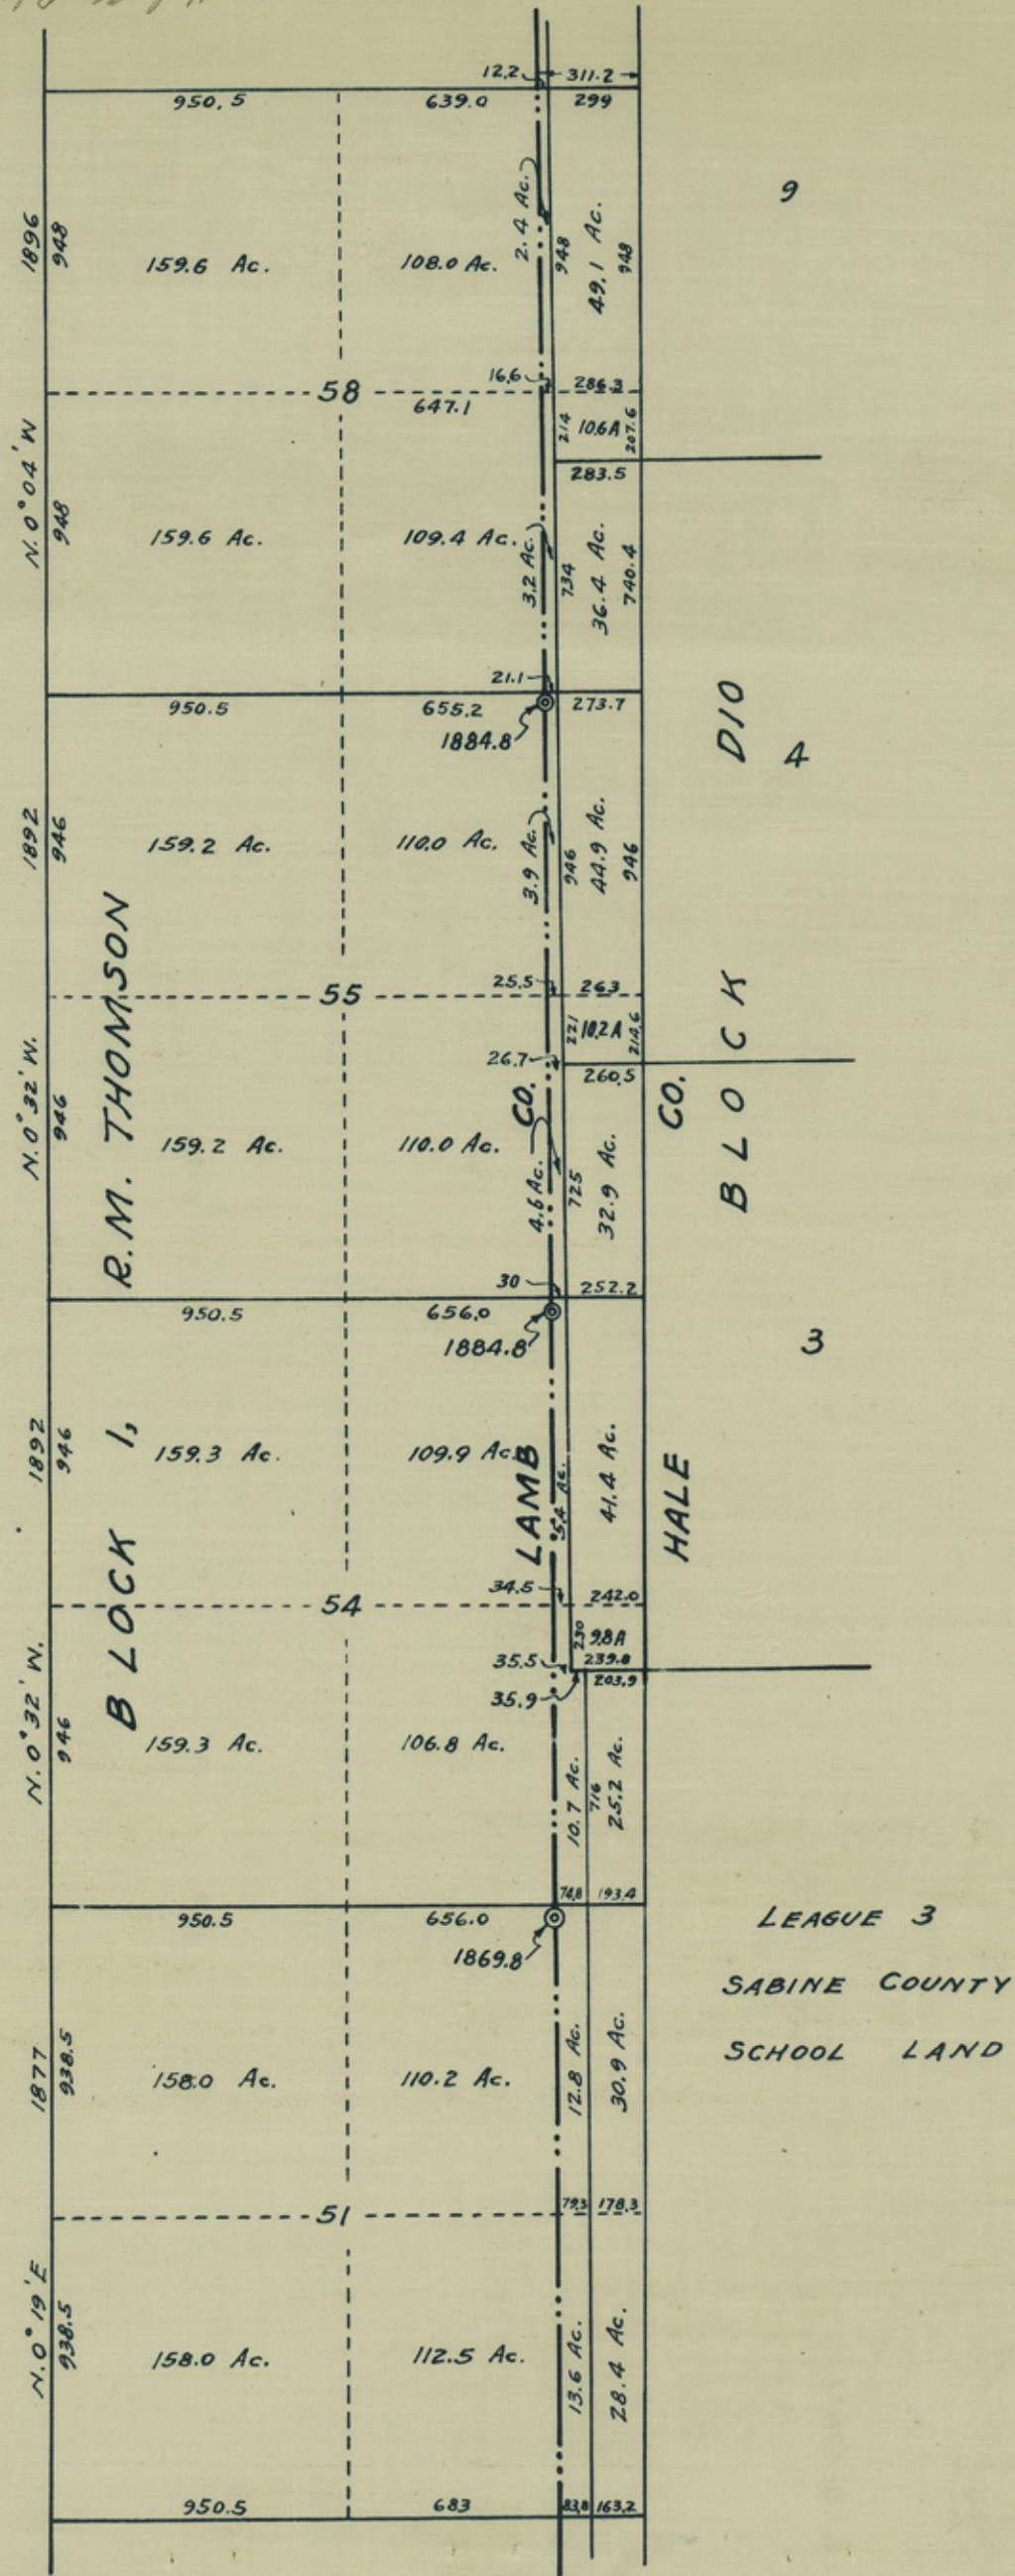 12.2 311.2
950.5 639.0 299
9
1896
948
159.6 Ac. 108.0 Ac. 2.4 Ac. 948 49.1 Ac. 948
16.6 286.3
58
647.1
214 10.6A 207.6
283.5
N.0°04'W
948
159.6 Ac. 109.4 Ac. 3.2 Ac. 734 36.4 Ac. 740.4
21.1
950.5 655.2 273.7
1884.8
DIO
4
1892
946
159.2 Ac. 110.0 Ac. 3.9 Ac. 946 44.9 Ac. 946
R.M. THOMSON
25.5 263
55
221 10.2A 214.6
26.7
260.5
N.0°32'W.
946
159.2 Ac. 110.0 Ac. 4.6 Ac. 725 32.9 Ac.
CO.
CO.
BLOCK
30 252.2
950.5 656.0
1884.8
3
1892
946
159.3 Ac. 109.9 Ac. 5.4 Ac. 41.4 Ac.
BLOCK 1,
LAMB
HALE
34.5 242.0
54
230 9.8A
35.5 239.8
35.9 203.9
N.0°32'W.
946
159.3 Ac. 106.8 Ac. 10.7 Ac. 716 25.2 Ac.
74.8 193.4
950.5 656.0
1869.8
LEAGUE 3
SABINE COUNTY
SCHOOL LAND
1877
938.5
158.0 Ac. 110.2 Ac. 12.8 Ac. 30.9 Ac.
79.3 178.3
51
N.0°19'E
938.5
158.0 Ac. 112.5 Ac. 13.6 Ac. 28.4 Ac.
950.5 683 83.8 163.2